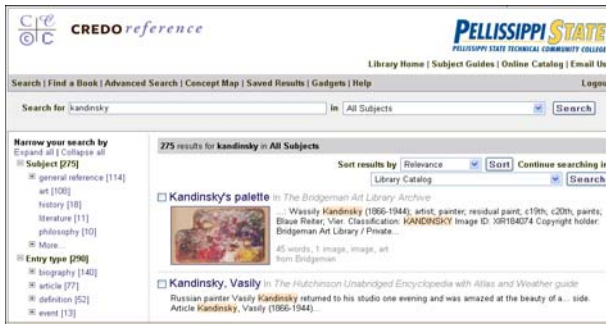 CREDO reference
PELLISSIPPI STATE
PELLISSIPPI STATE TECHNICAL COMMUNITY COLLEGE
Library Home | Subject Guides | Online Catalog | Email Us
Search | Find a Book | Advanced Search | Concept Map | Saved Results | Gadgets | Help Logout
Search for kandinsky in All Subjects Search
Narrow your search by
Expand all | Collapse all
Subject [275]
general reference [114]
art [108]
history [18]
literature [11]
philosophy [10]
More...
Entry type [290]
biography [140]
article [77]
definition [52]
event [13]
275 results for kandinsky in All Subjects
Sort results by Relevance Sort Continue searching in
Library Catalog Search
Kandinsky's palette in The Bridgeman Art Library Archive
...: Wassily Kandinsky (1866-1944); artist; painter; residual paint; c19th; c20th; paints;
Blaue Reiter; Vier. Classification: KANDINSKY Image ID: XIR184074 Copyright holder:
Bridgeman Art Library / Private...
45 words, 1 image, image, art
from Bridgeman
Kandinsky, Vasily in The Hutchinson Unabridged Encyclopedia with Atlas and Weather guide
Russian painter Vasily Kandinsky returned to his studio one evening and was amazed at the beauty of a... side.
Article Kandinsky, Vasily (1866-1944)...